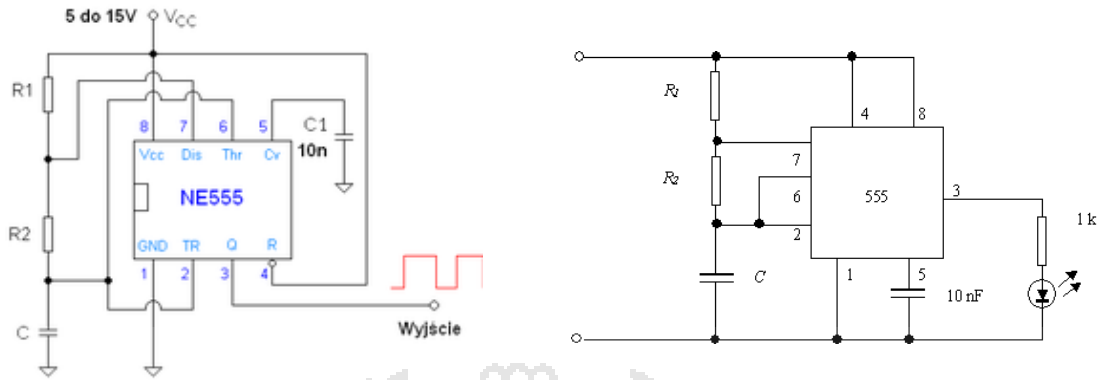 5 do 15V VCC
R1
8 7 6 5 C1
10n
Vcc Dis Thr Cv
NE555
R2
GND TR Q R
1 2 3 4
C
Wyjście
R1
4 8
7
R2
6 555 3
2
1 k
C
1 5
10 nF